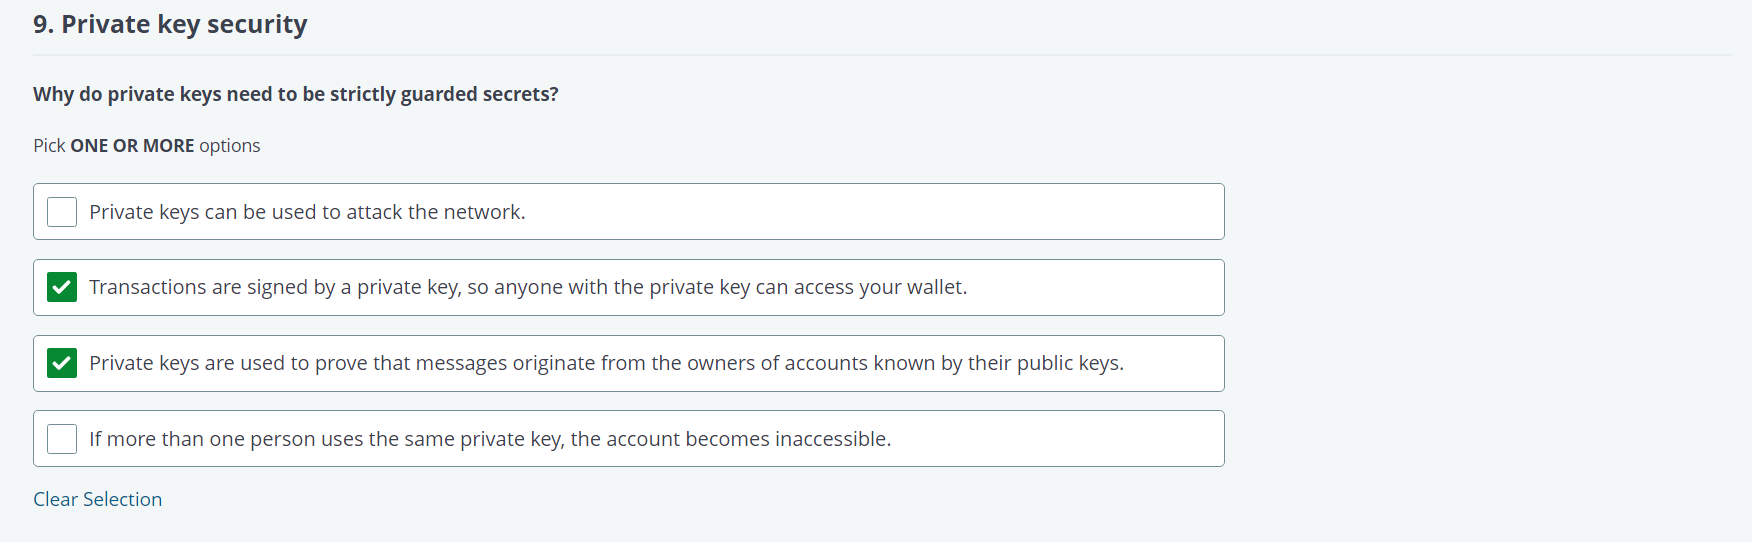 9. Private key security
Why do private keys need to be strictly guarded secrets?
Pick ONE OR MORE options
Private keys can be used to attack the network.
Transactions are signed by a private key, so anyone with the private key can access your wallet.
Private keys are used to prove that messages originate from the owners of accounts known by their public keys.
If more than one person uses the same private key, the account becomes inaccessible.
Clear Selection